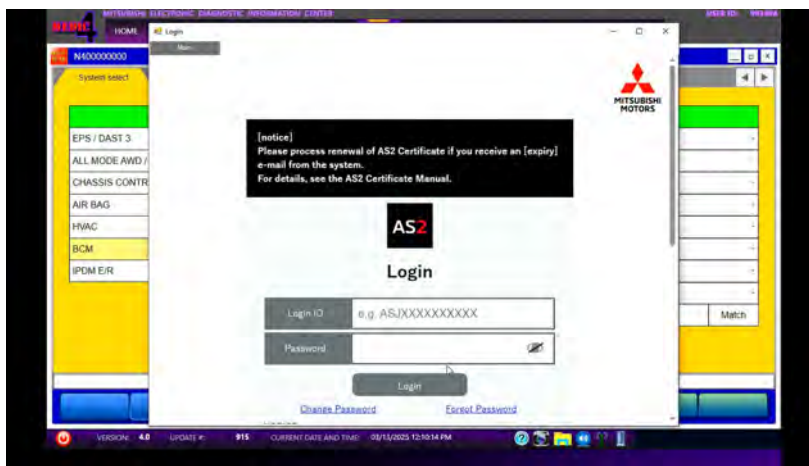 MITSUBISHI ELECTRONIC DIAGNOSTIC INFORMATION CENTER
USER ID:
HOME
Login
Main
N400000000
System select
MITSUBISHI
MOTORS
[notice]
Please process renewal of AS2 Certificate if you receive an [expiry]
e-mail from the system.
For details, see the AS2 Certificate Manual.
EPS / DAST 3
ALL MODE AWD /
CHASSIS CONTR
AIR BAG
HVAC
BCM
IPDM E/R
AS2
Login
Login ID
e.g. ASJXXXXXXXXXX
Password
Match
Login
Change Password
Forgot Password
VERSION: 4.0 UPDATE #: 915 CURRENT DATE AND TIME: 03/13/2025 12:10:14 PM